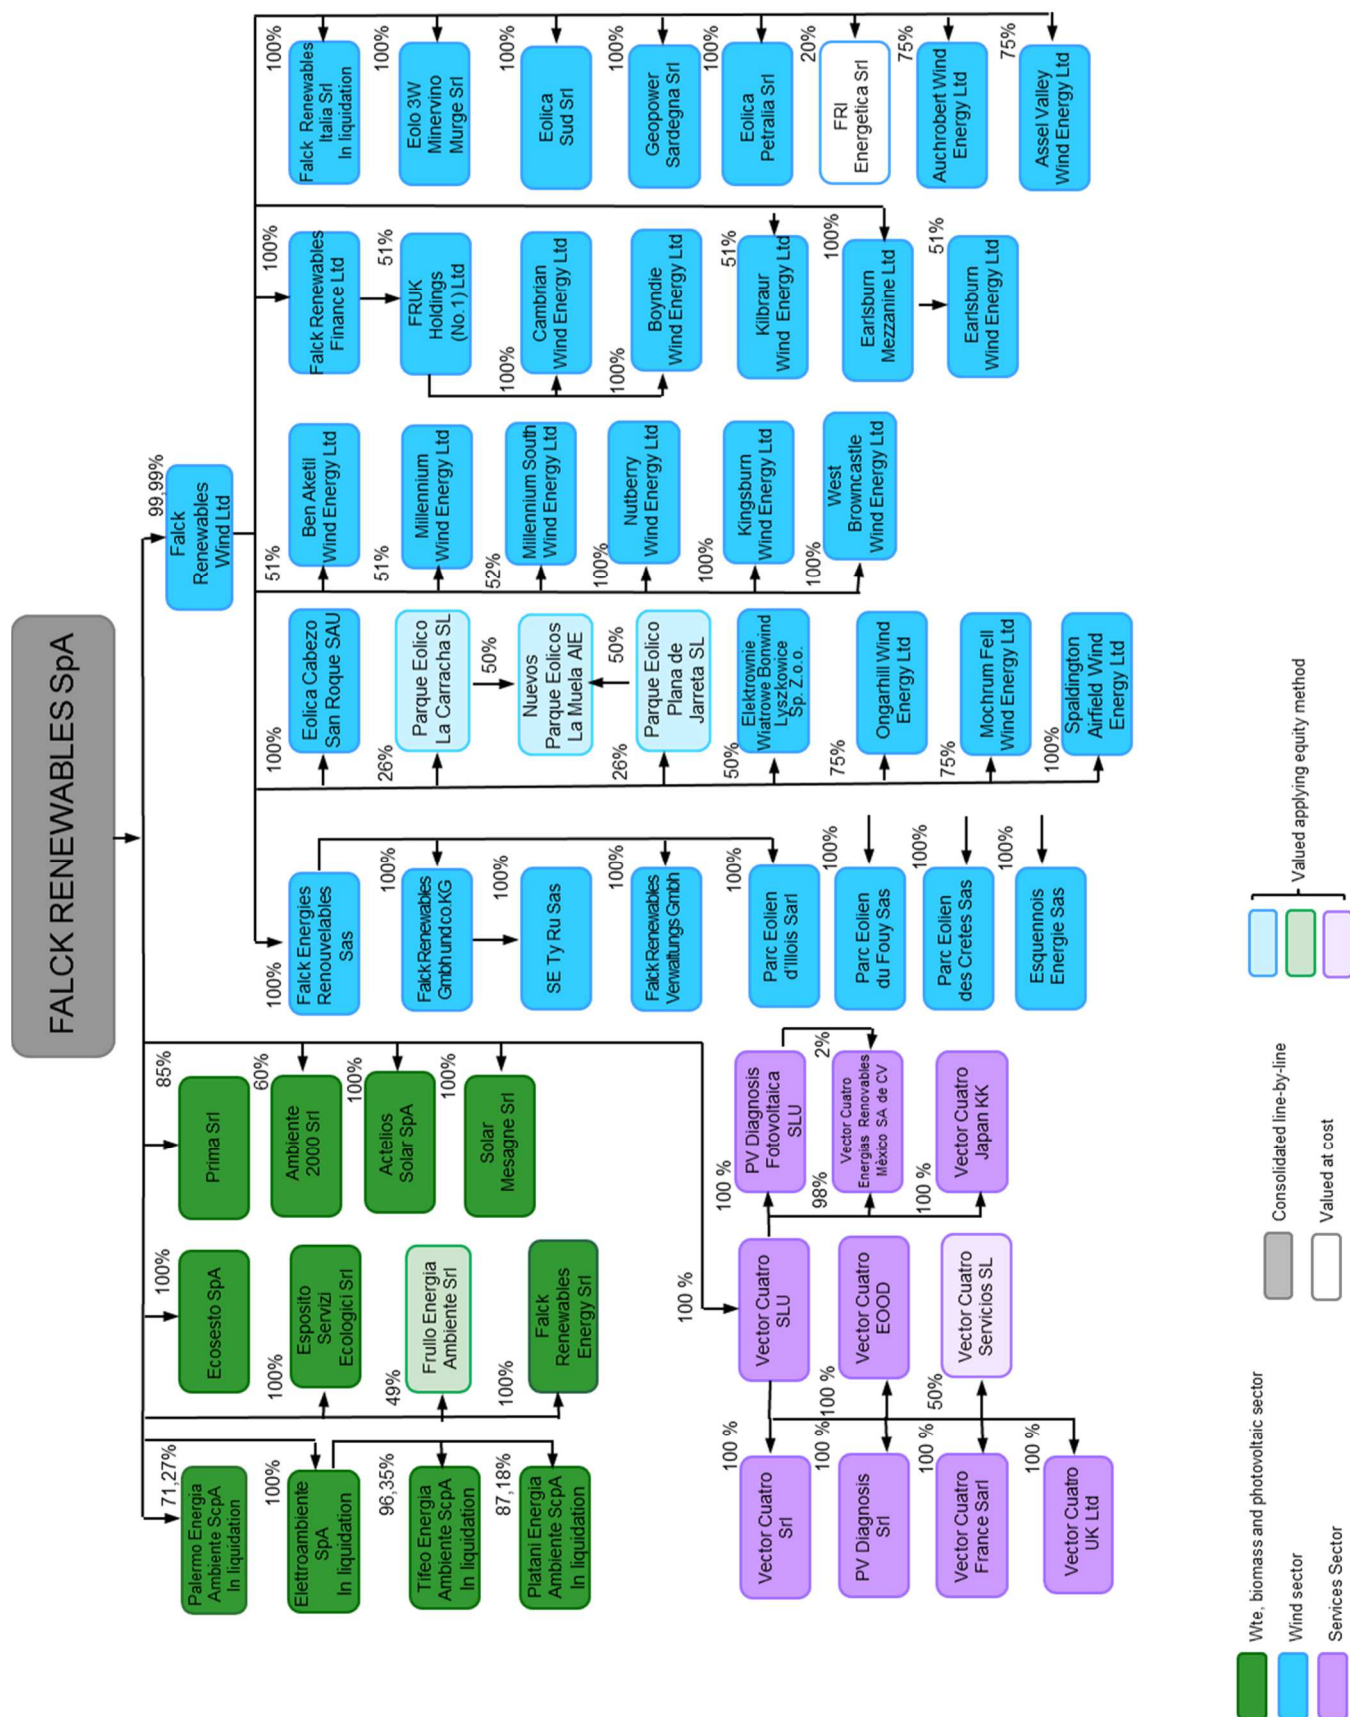 FALCK RENEWABLES SpA
71,27%
Palermo Energia
Ambiente ScpA
In liquidation
100%
Elettroambiente
SpA
In liquidation
96,35%
Tifeo Energia
Ambiente ScpA
In liquidation
87,18%
Platani Energia
Ambiente ScpA
In liquidation
100%
Ecosesto SpA
100%
Esposito
Servizi
Ecologici Srl
49%
Frullo Energia
Ambiente Srl
100%
Falck
Renewables
Energy Srl
85%
Prima Srl
60%
Ambiente
2000 Srl
100%
Actelios
Solar SpA
100%
Solar
Mesagne Srl
100 %
Vector Cuatro
SLU
100 %
Vector Cuatro
Srl
100 %
PV Diagnosis
Srl
100 %
Vector Cuatro
France Sarl
100 %
Vector Cuatro
UK Ltd
100 %
Vector Cuatro
EOOD
50%
Vector Cuatro
Servicios SL
100 %
PV Diagnosis
Fotovoltaica
SLU
98%
2%
Vector Cuatro
Energias Renovables
Mèxico SA de CV
100 %
Vector Cuatro
Japan KK
99,99%
Falck
Renewables
Wind Ltd
100%
Falck Energies
Renouvelables
Sas
100%
Falck Renewables
Gmbh und co.KG
100%
SE Ty Ru Sas
100%
Falck Renewables
Verwaltungs Gmbh
100%
Parc Eolien
d'Illois Sarl
100%
Parc Eolien
du Fouy Sas
100%
Parc Eolien
des Cretes Sas
100%
Esquennois
Energie Sas
100%
Eolica Cabezo
San Roque SAU
26%
Parque Eolico
La Carracha SL
50%
Nuevos
Parque Eolicos
La Muela AIE
50%
26%
Parque Eolico
Plana de
Jarreta SL
50%
Elektrownie
Wiatrowe Bonwind
Lyszkowice
Sp. Z.o.o.
75%
Ongarhill Wind
Energy Ltd
75%
Mochrum Fell
Wind Energy Ltd
100%
Spaldington
Airfield Wind
Energy Ltd
51%
Ben Aketil
Wind Energy Ltd
51%
Millennium
Wind Energy Ltd
52%
Millennium South
Wind Energy Ltd
100%
Nutberry
Wind Energy Ltd
100%
Kingsburn
Wind Energy Ltd
100%
West
Browncastle
Wind Energy Ltd
100%
Falck Renewables
Finance Ltd
51%
FRUK
Holdings
(No.1) Ltd
100%
Cambrian
Wind Energy Ltd
100%
Boyndie
Wind Energy Ltd
51%
Kilbraur
Wind Energy Ltd
100%
Earlsburn
Mezzanine Ltd
51%
Earlsburn
Wind Energy Ltd
100%
Falck Renewables
Italia Srl
In liquidation
100%
Eolo 3W
Minervino
Murge Srl
100%
Eolica
Sud Srl
100%
Geopower
Sardegna Srl
100%
Eolica
Petralia Srl
20%
FRI
Energetica Srl
75%
Auchrobert Wind
Energy Ltd
75%
Assel Valley
Wind Energy Ltd
Wte, biomass and photovoltaic sector
Wind sector
Services Sector
Consolidated line-by-line
Valued at cost
Valued applying equity method